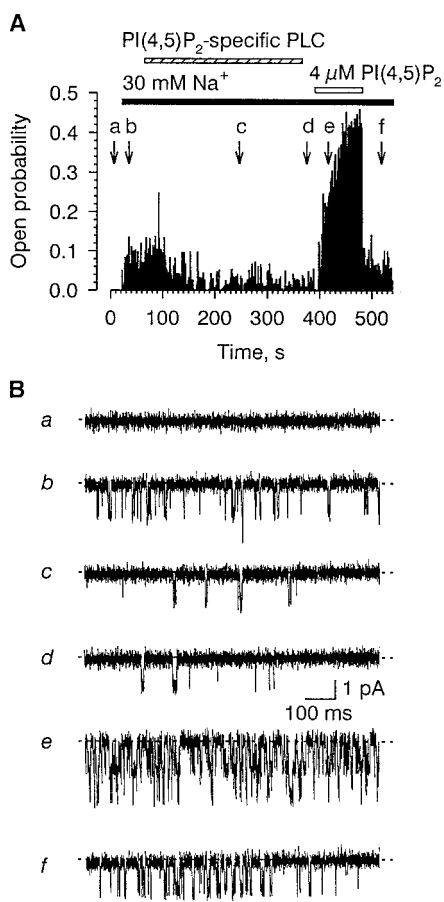 A
PI(4,5)P₂-specific PLC
4 μM PI(4,5)P₂
30 mM Na⁺
0.5
a b c d e f
0.4
0.3
0.2
0.1
0.0
Open probability
0 100 200 300 400 500
Time, s
B
a
b
c
d
1 pA
100 ms
e
f